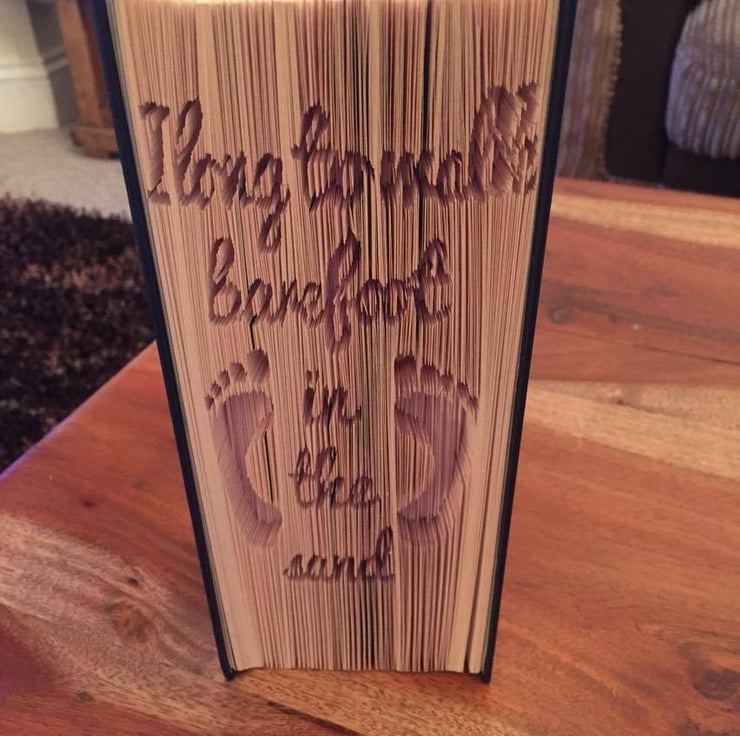 I long to walk
barefoot
in
the
sand